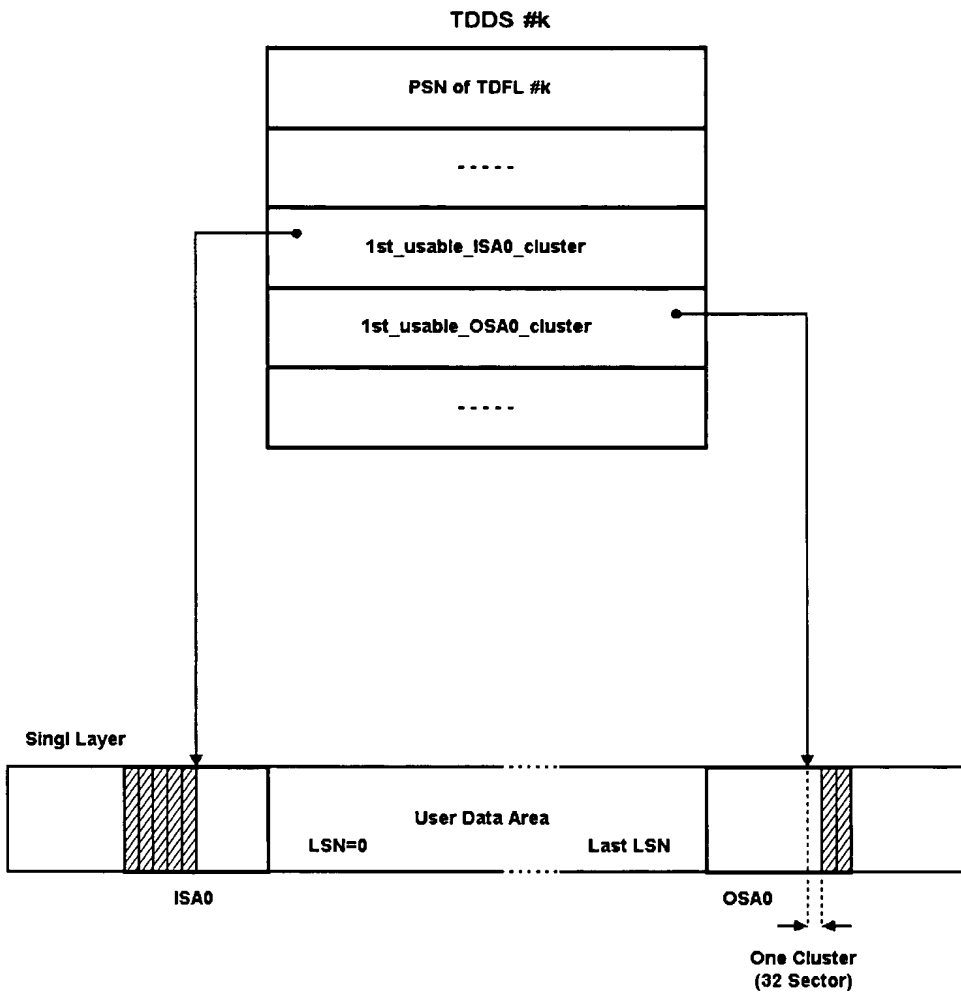 TDDS #k
PSN of TDFL #k
-----
1st_usable_ISA0_cluster
1st_usable_OSA0_cluster
-----
Singl Layer
User Data Area
LSN=0
Last LSN
ISA0
OSA0
One Cluster
(32 Sector)